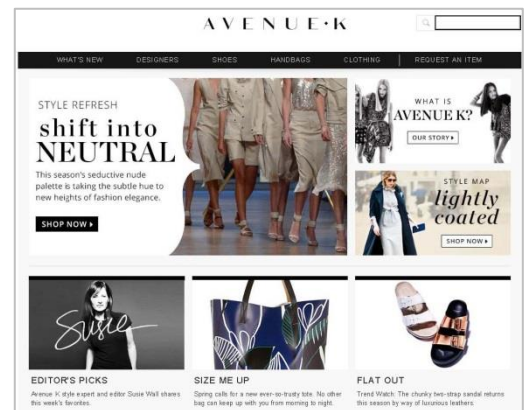 AVENUE·K
WHAT'S NEW DESIGNERS SHOES HANDBAGS CLOTHING REQUEST AN ITEM
STYLE REFRESH
shift into
NEUTRAL
This season's seductive nude
palette is taking the subtle hue to
new heights of fashion elegance.
SHOP NOW
WHAT IS
AVENUE K?
OUR STORY
STYLE MAP
lightly
coated
SHOP NOW
Susie
EDITOR'S PICKS
Avenue K style expert and editor Susie Wall shares
this week's favorites.
SIZE ME UP
Spring calls for a new ever-so-trusty tote. No other
bag can keep up with you from morning to night.
FLAT OUT
Trend Watch: The chunky two-strap sandal returns
this season by way of luxurious leathers.